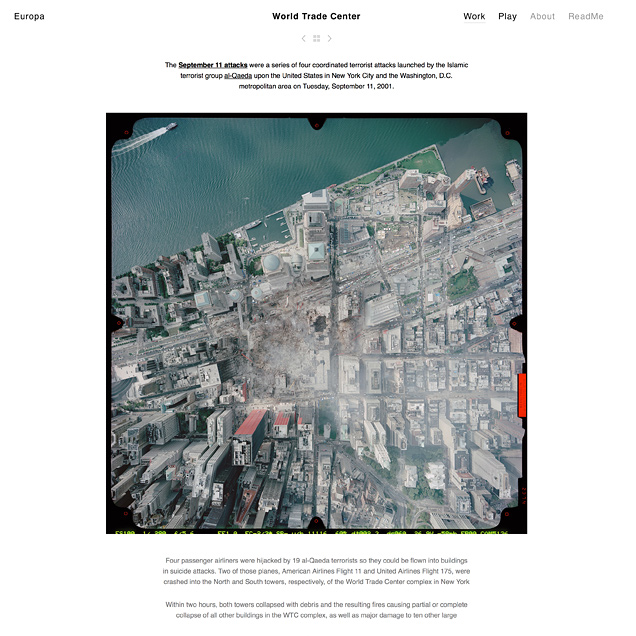 Europa
World Trade Center
Work Play About ReadMe
The September 11 attacks were a series of four coordinated terrorist attacks launched by the Islamic
terrorist group al-Qaeda upon the United States in New York City and the Washington, D.C.
metropolitan area on Tuesday, September 11, 2001.
Four passenger airliners were hijacked by 19 al-Qaeda terrorists so they could be flown into buildings
in suicide attacks. Two of those planes, American Airlines Flight 11 and United Airlines Flight 175, were
crashed into the North and South towers, respectively, of the World Trade Center complex in New York
Within two hours, both towers collapsed with debris and the resulting fires causing partial or complete
collapse of all other buildings in the WTC complex, as well as major damage to ten other large